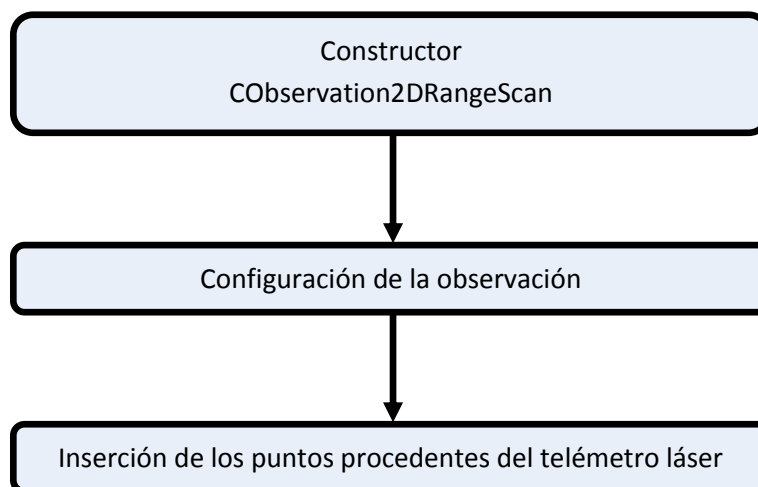 Constructor
CObservation2DRangeScan
Configuración de la observación
Inserción de los puntos procedentes del telémetro láser